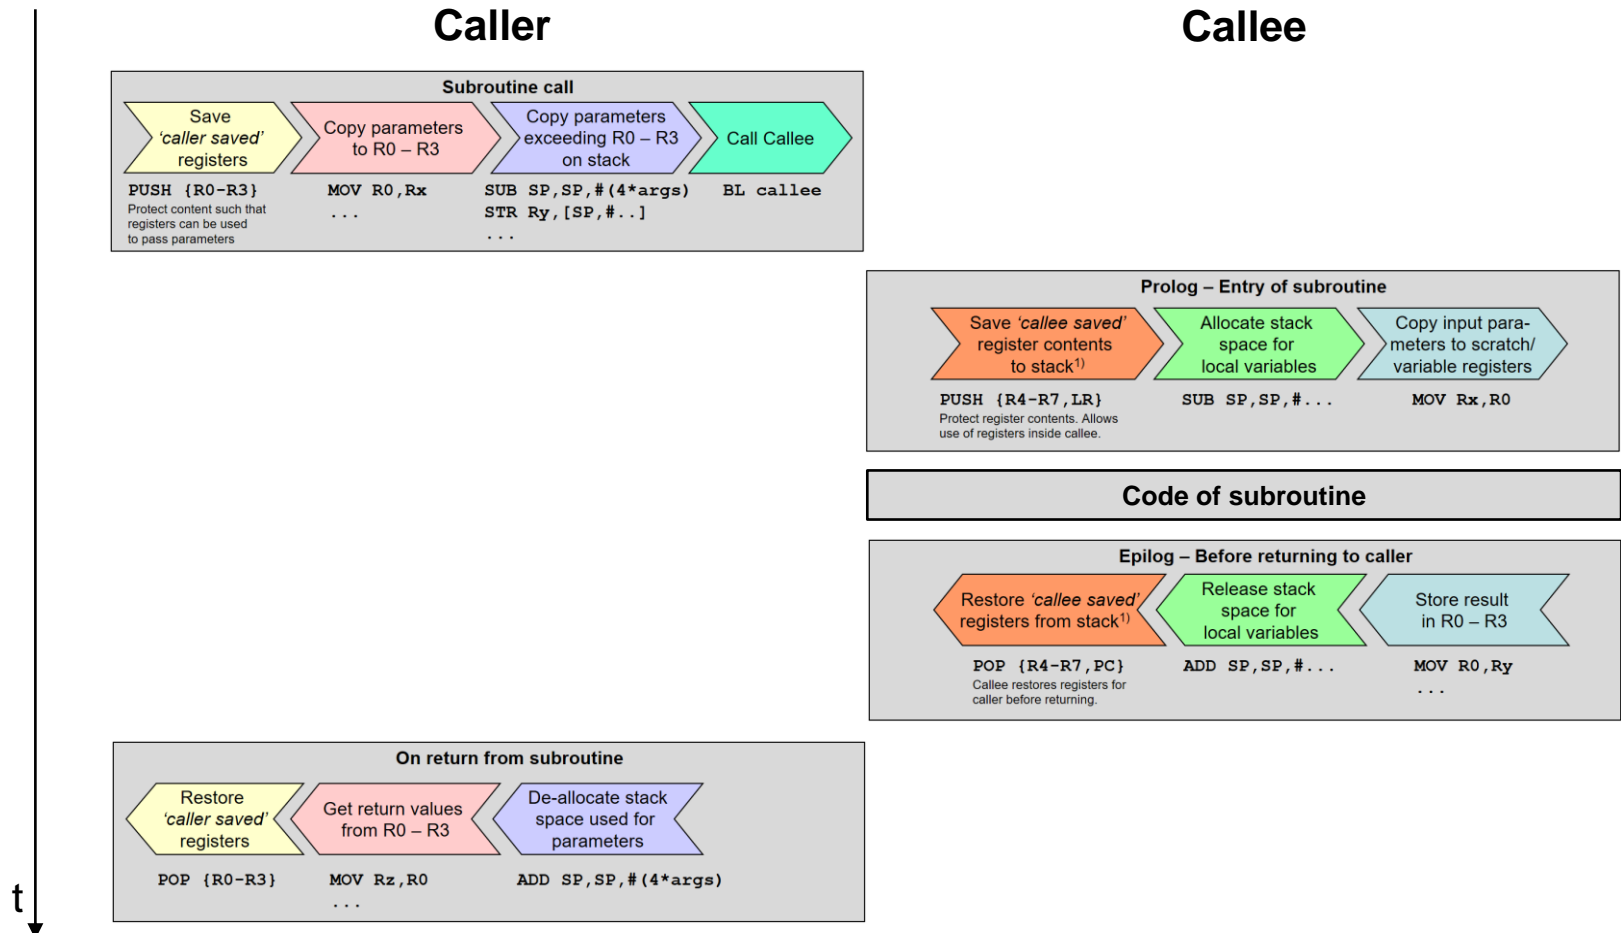 Caller
Callee
Subroutine call
Save
'caller saved'
registers
Copy parameters
to R0 – R3
Copy parameters
exceeding R0 – R3
on stack
Call Callee
PUSH {R0-R3}
Protect content such that
registers can be used
to pass parameters
MOV R0,Rx
...
SUB SP,SP,#(4*args)
STR Ry,[SP,#..]
...
BL callee
Prolog – Entry of subroutine
Save 'callee saved'
register contents
to stack1)
Allocate stack
space for
local variables
Copy input para-
meters to scratch/
variable registers
PUSH {R4-R7,LR}
Protect register contents. Allows
use of registers inside callee.
SUB SP,SP,#...
MOV Rx,R0
Code of subroutine
Epilog – Before returning to caller
Restore 'callee saved'
registers from stack1)
Release stack
space for
local variables
Store result
in R0 – R3
POP {R4-R7,PC}
Callee restores registers for
caller before returning.
ADD SP,SP,#...
MOV R0,Ry
...
On return from subroutine
Restore
'caller saved'
registers
Get return values
from R0 – R3
De-allocate stack
space used for
parameters
POP {R0-R3}
MOV Rz,R0
...
ADD SP,SP,#(4*args)
t